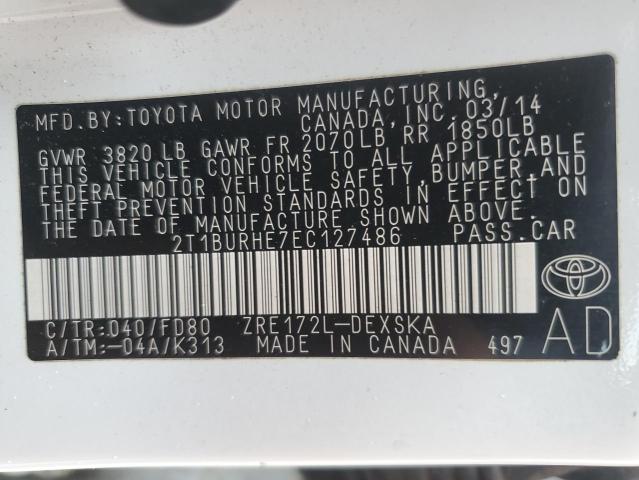 MFD. BY: TOYOTA MOTOR MANUFACTURING,
CANADA, INC. 03/14
GVWR 3820 LB GAWR FR 2070LB RR 1850LB
THIS VEHICLE CONFORMS TO ALL APPLICABLE
FEDERAL MOTOR VEHICLE SAFETY, BUMPER,AND
THEFT PREVENTION STANDARDS IN EFFECT ON
THE DATE OF MANUFACTURE SHOWN ABOVE.
2T1BURHE7EC127486 PASS.CAR
C/TR:040/FD80 ZRE172L-DEXSKA
A/TM:-04A/K313 MADE IN CANADA 497
AD